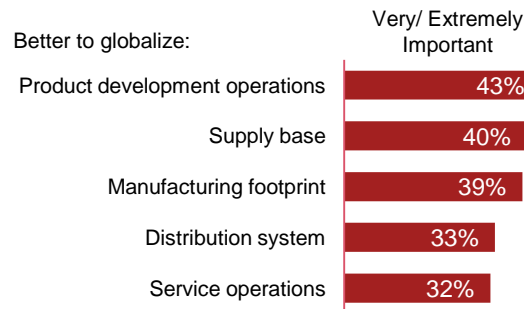 Very/ Extremely
Better to globalize:
Important
Product development operations
43%
Supply base
40%
Manufacturing footprint
39%
Distribution system
33%
Service operations
32%